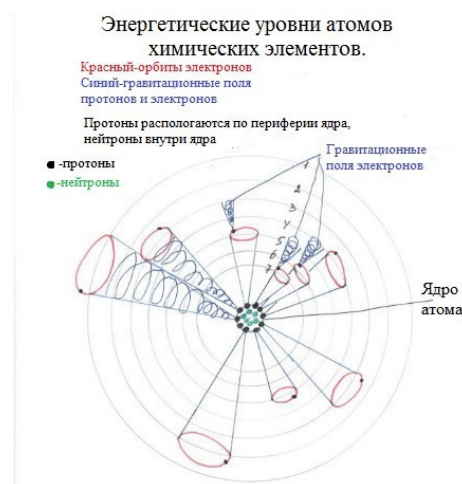 Энергетические уровни атомов
химических элементов.
Красный-орбиты электронов
Синий-гравитационные поля
протонов и электронов
Протоны распологаются по периферии ядра,
нейтроны внутри ядра
-протоны
-нейтроны
Гравитационные
поля электронов
1
2
3
4
5
6
7
Ядро
атома